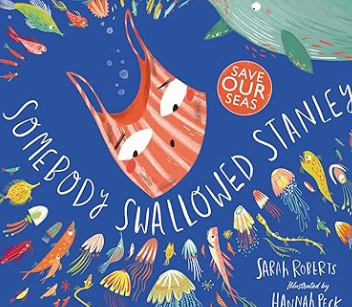 SAVE
OUR
SEAS
SOMEBODY SWALLOWED STANLEY
SARAH ROBERTS
Illustrated by
HANNAH PECK